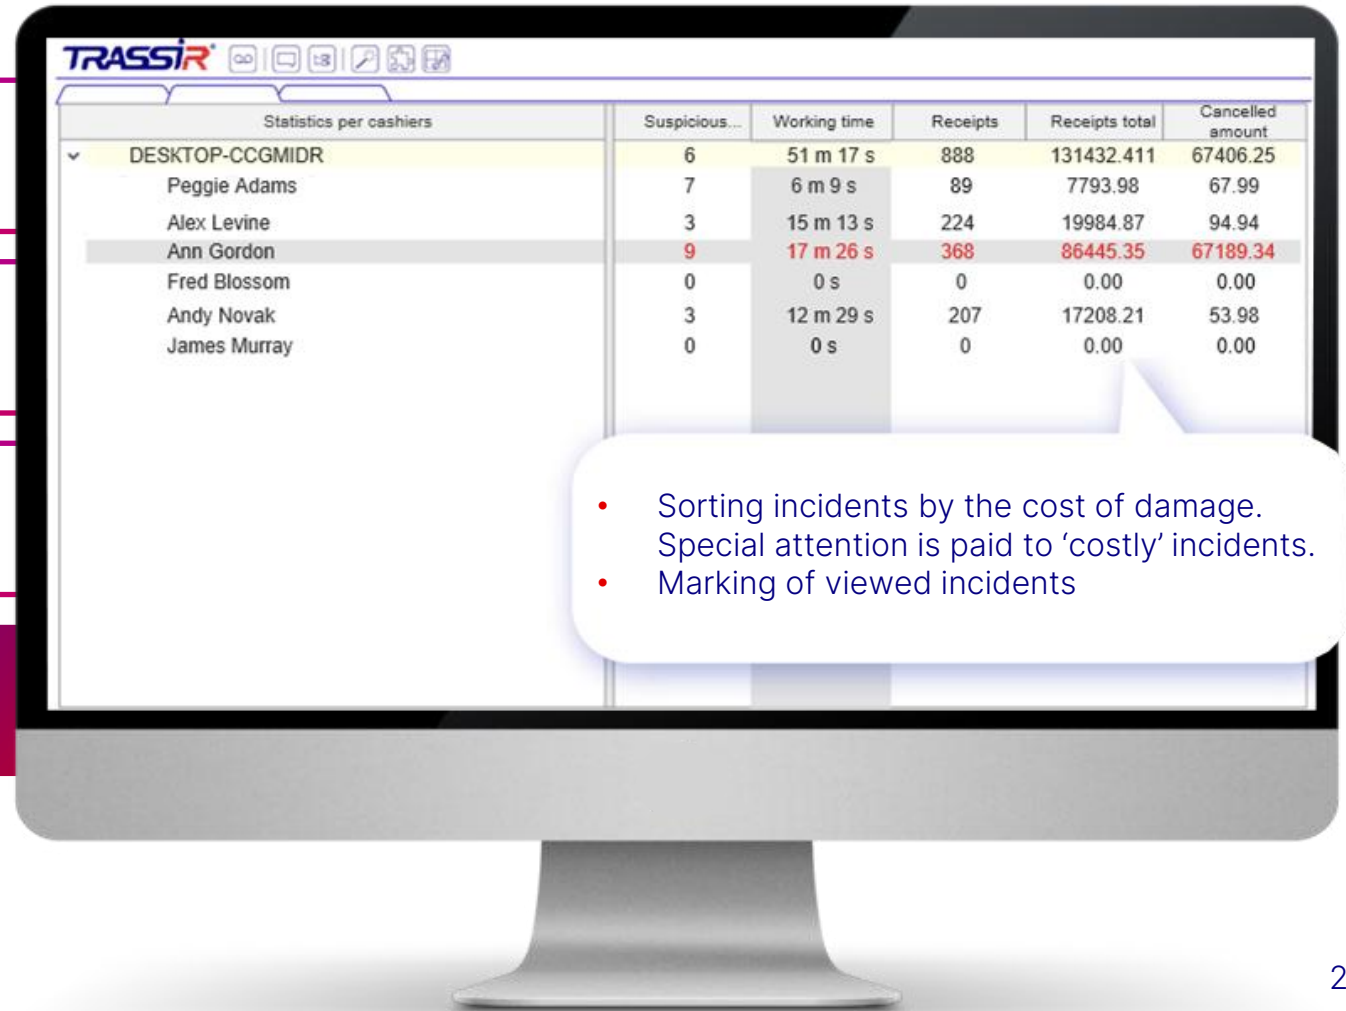 TRASSIR
Statistics per cashiers Suspicious... Working time Receipts Receipts total Cancelled amount
DESKTOP-CCGMIDR 6 51 m 17 s 888 131432.411 67406.25
Peggie Adams 7 6 m 9 s 89 7793.98 67.99
Alex Levine 3 15 m 13 s 224 19984.87 94.94
Ann Gordon 9 17 m 26 s 368 86445.35 67189.34
Fred Blossom 0 0 s 0 0.00 0.00
Andy Novak 3 12 m 29 s 207 17208.21 53.98
James Murray 0 0 s 0 0.00 0.00
• Sorting incidents by the cost of damage.
Special attention is paid to ‘costly’ incidents.
• Marking of viewed incidents
2